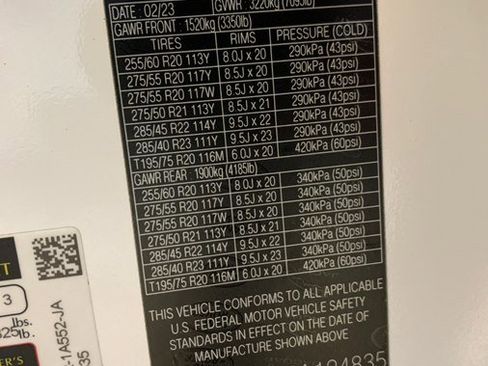 DATE: 02/23 GVWR: 3220kg (7095lb)
GAWR FRONT: 1520kg (3350lb)
TIRES RIMS PRESSURE (COLD)
255/60 R20 113Y 8.0J x 20 290kPa (43psi)
275/55 R20 117Y 8.5J x 20 290kPa (43psi)
275/55 R20 117W 8.5J x 20 290kPa (43psi)
275/50 R21 113Y 8.5J x 21 290kPa (43psi)
285/45 R22 114Y 9.5J x 22 290kPa (43psi)
285/40 R23 111Y 9.5J x 23 290kPa (43psi)
T195/75 R20 116M 6.0J x 20 420kPa (60psi)
GAWR REAR: 1900kg (4185lb)
255/60 R20 113Y 8.0J x 20 340kPa (50psi)
275/55 R20 117Y 8.5J x 20 340kPa (50psi)
275/55 R20 117W 8.5J x 20 340kPa (50psi)
275/50 R21 113Y 8.5J x 21 340kPa (50psi)
285/45 R22 114Y 9.5J x 22 340kPa (50psi)
285/40 R23 111Y 9.5J x 23 340kPa (50psi)
T195/75 R20 116M 6.0J x 20 420kPa (60psi)
THIS VEHICLE CONFORMS TO ALL APPLICABLE
U.S. FEDERAL MOTOR VEHICLE SAFETY
STANDARDS IN EFFECT ON THE DATE OF
MANUFACTURE SHOWN ABOVE
3
lbs.
825lb.
-1A552-JA
35